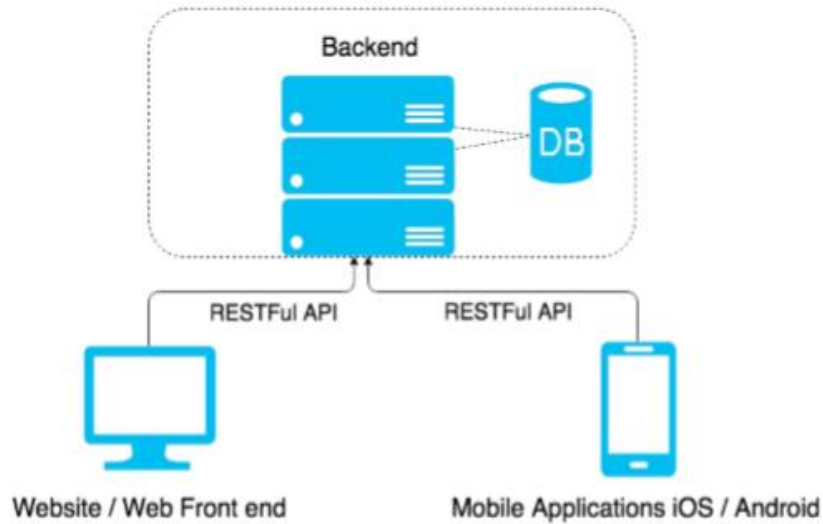 Backend
DB
RESTFul API
RESTFul API
Website / Web Front end
Mobile Applications iOS / Android